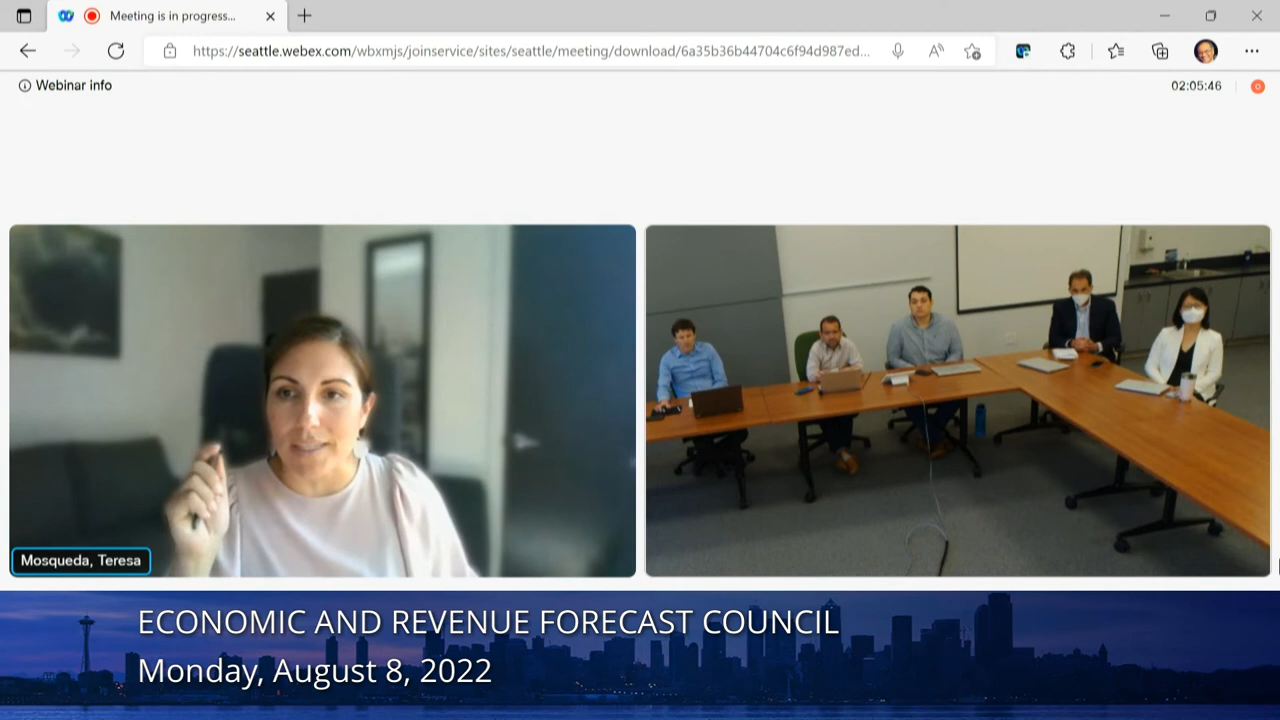 Meeting is in progress...
https://seattle.webex.com/wbxmjs/joinservice/sites/seattle/meeting/download/6a35b36b44704c6f94d987ed...
Webinar info
02:05:46
Mosqueda, Teresa
ECONOMIC AND REVENUE FORECAST COUNCIL
Monday, August 8, 2022